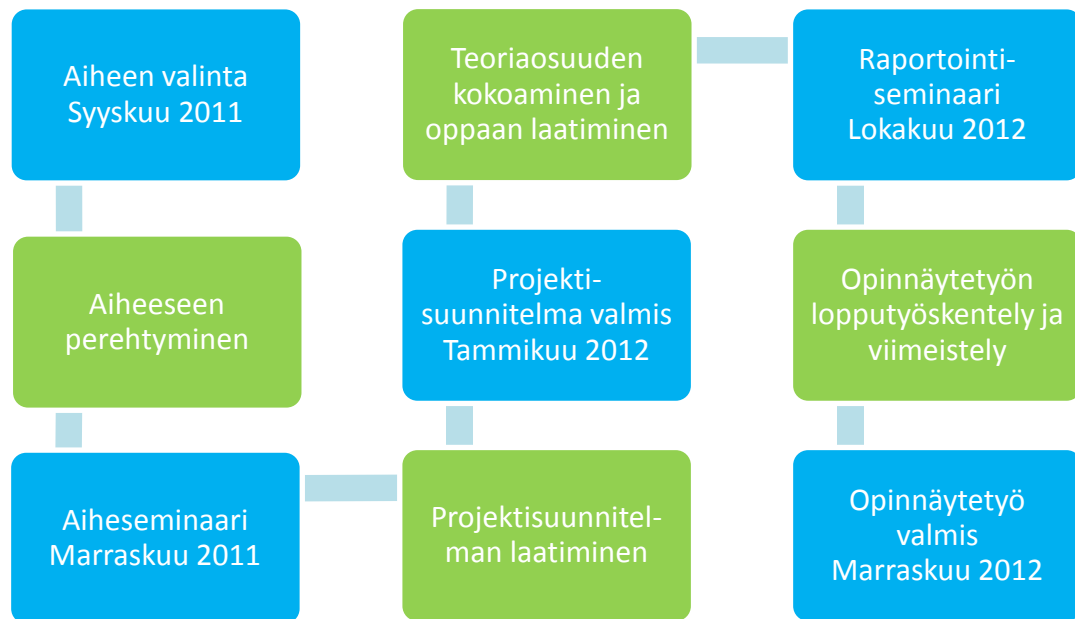 Aiheen valinta
Syyskuu 2011
Aiheeseen
perehtyminen
Aiheseminaari
Marraskuu 2011
Projektisuunnitel-
man laatiminen
Projekti-
suunnitelma valmis
Tammikuu 2012
Teoriaosuuden
kokoaminen ja
oppaan laatiminen
Raportointi-
seminaari
Lokakuu 2012
Opinnäytetyön
lopputyöskentely ja
viimeistely
Opinnäytetyö
valmis
Marraskuu 2012